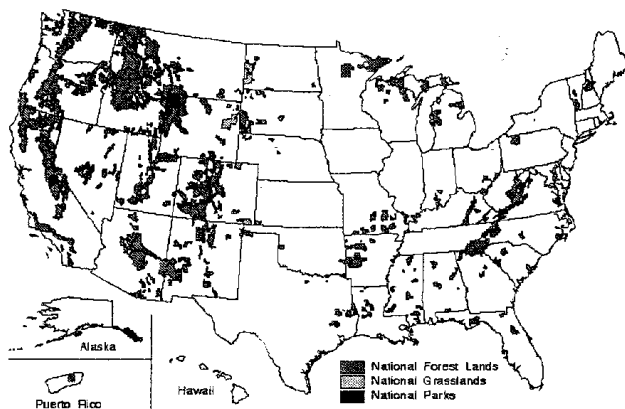 Alaska
Puerto Rico
Hawaii
National Forest Lands
National Grasslands
National Parks